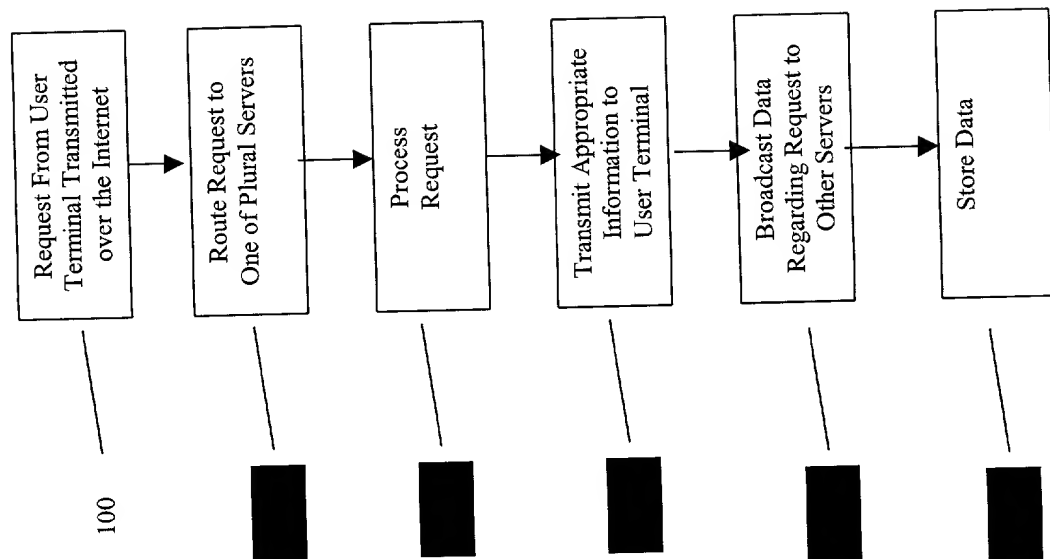 100
Request From User
Terminal Transmitted
over the Internet
Route Request to
One of Plural Servers
Process
Request
Transmit Appropriate
Information to
User Terminal
Broadcast Data
Regarding Request to
Other Servers
Store Data